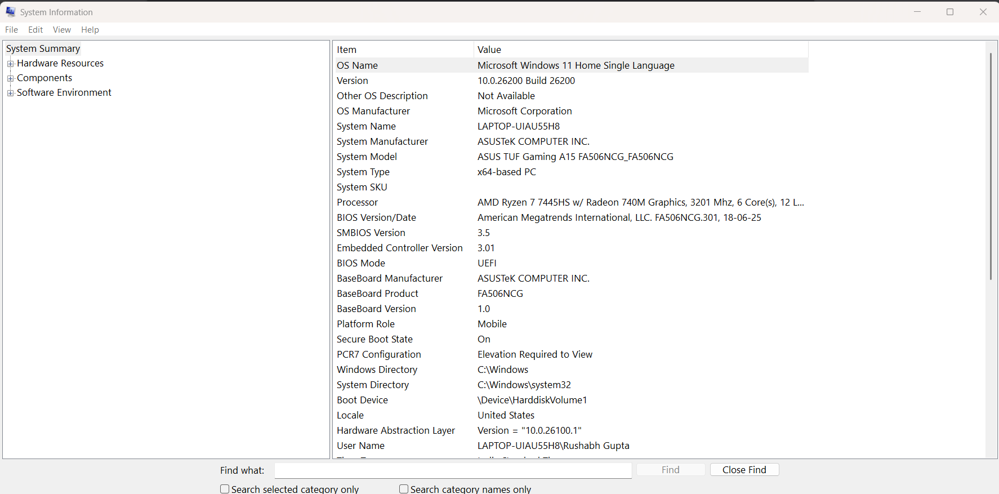 System Information
File Edit View Help
System Summary
Hardware Resources
Components
Software Environment
Item Value
OS Name Microsoft Windows 11 Home Single Language
Version 10.0.26200 Build 26200
Other OS Description Not Available
OS Manufacturer Microsoft Corporation
System Name LAPTOP-UIAU55H8
System Manufacturer ASUSTeK COMPUTER INC.
System Model ASUS TUF Gaming A15 FA506NCG_FA506NCG
System Type x64-based PC
System SKU
Processor AMD Ryzen 7 7445HS w/ Radeon 740M Graphics, 3201 Mhz, 6 Core(s), 12 L...
BIOS Version/Date American Megatrends International, LLC. FA506NCG.301, 18-06-25
SMBIOS Version 3.5
Embedded Controller Version 3.01
BIOS Mode UEFI
BaseBoard Manufacturer ASUSTeK COMPUTER INC.
BaseBoard Product FA506NCG
BaseBoard Version 1.0
Platform Role Mobile
Secure Boot State On
PCR7 Configuration Elevation Required to View
Windows Directory C:\Windows
System Directory C:\Windows\system32
Boot Device \Device\HarddiskVolume1
Locale United States
Hardware Abstraction Layer Version = "10.0.26100.1"
User Name LAPTOP-UIAU55H8\Rushabh Gupta
Find what: Find Close Find
Search selected category only Search category names only